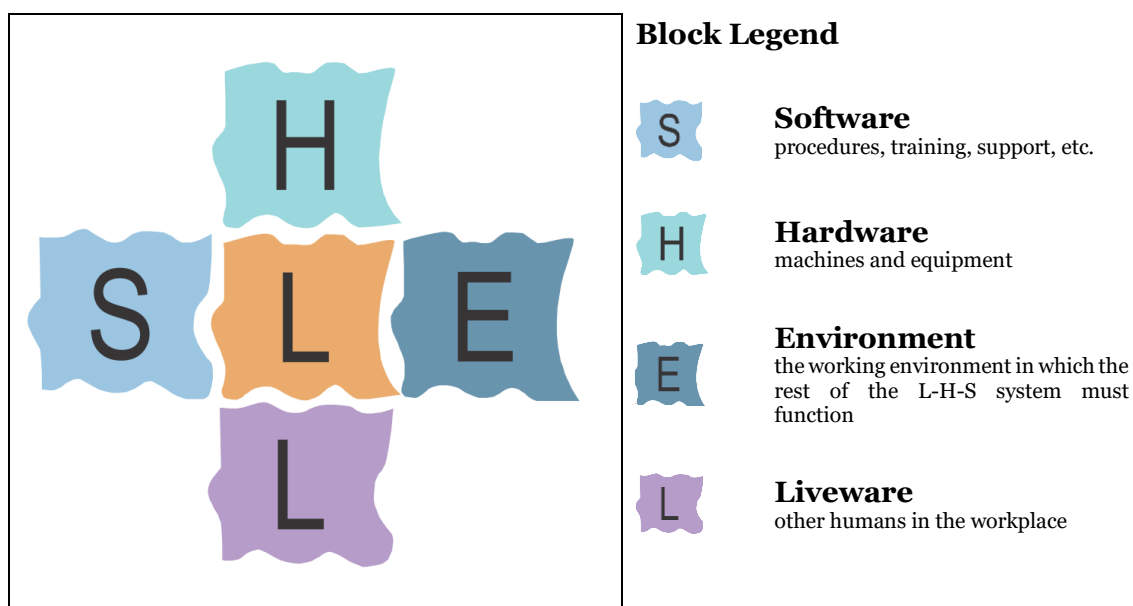 H
S L E
L
Block Legend
S
Software
procedures, training, support, etc.
H
Hardware
machines and equipment
E
Environment
the working environment in which the
rest of the L-H-S system must
function
L
Liveware
other humans in the workplace